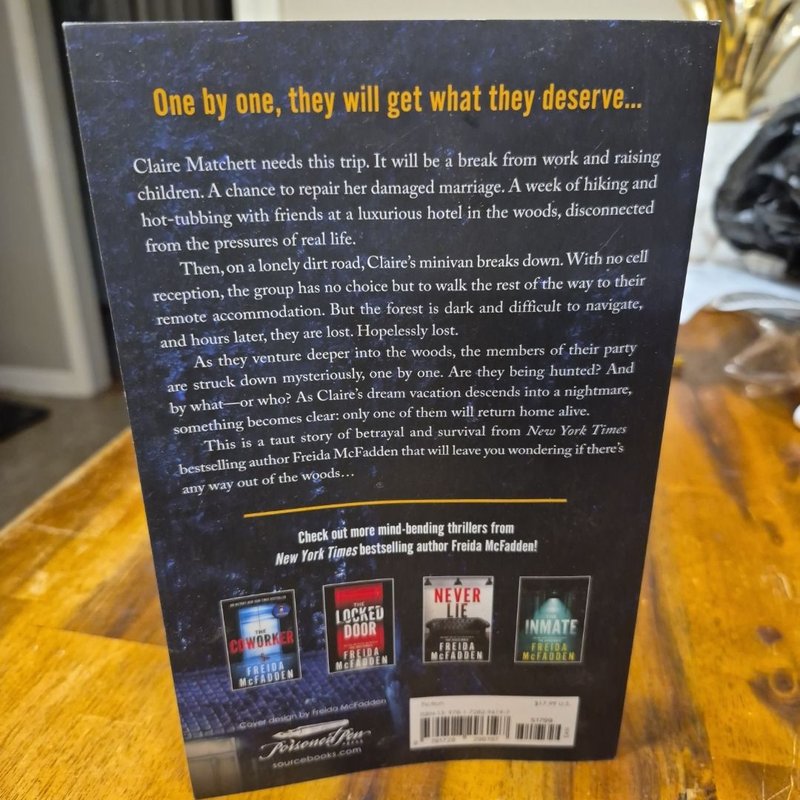 One by one, they will get what they deserve...
Claire Matchett needs this trip. It will be a break from work and raising
children. A chance to repair her damaged marriage. A week of hiking and
hot-tubbing with friends at a luxurious hotel in the woods, disconnected
from the pressures of real life.
Then, on a lonely dirt road, Claire's minivan breaks down. With no cell
reception, the group has no choice but to walk the rest of the way to their
remote accommodation. But the forest is dark and difficult to navigate,
and hours later, they are lost. Hopelessly lost.
As they venture deeper into the woods, the members of their party
are struck down mysteriously, one by one. Are they being hunted? And
by what—or who? As Claire's dream vacation descends into a nightmare,
something becomes clear: only one of them will return home alive.
This is a taut story of betrayal and survival from New York Times
bestselling author Freida McFadden that will leave you wondering if there's
any way out of the woods...
Check out more mind-bending thrillers from
New York Times bestselling author Freida McFadden!
THE
COWORKER
FREIDA
McFADDEN
THE
LOCKED
DOOR
FREIDA
McFADDEN
NEVER
LIE
FREIDA
McFADDEN
THE
INMATE
FREIDA
McFADDEN
Cover design by Freida McFadden
Poisoned Pen
PRESS
sourcebooks.com
Fiction
$17.99 U.S.
51799